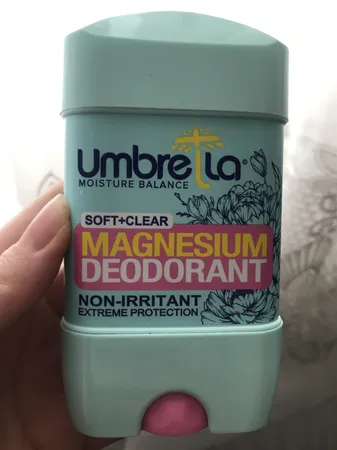 Umbrella®
MOISTURE BALANCE
SOFT+CLEAR
MAGNESIUM
DEODORANT
NON-IRRITANT
EXTREME PROTECTION